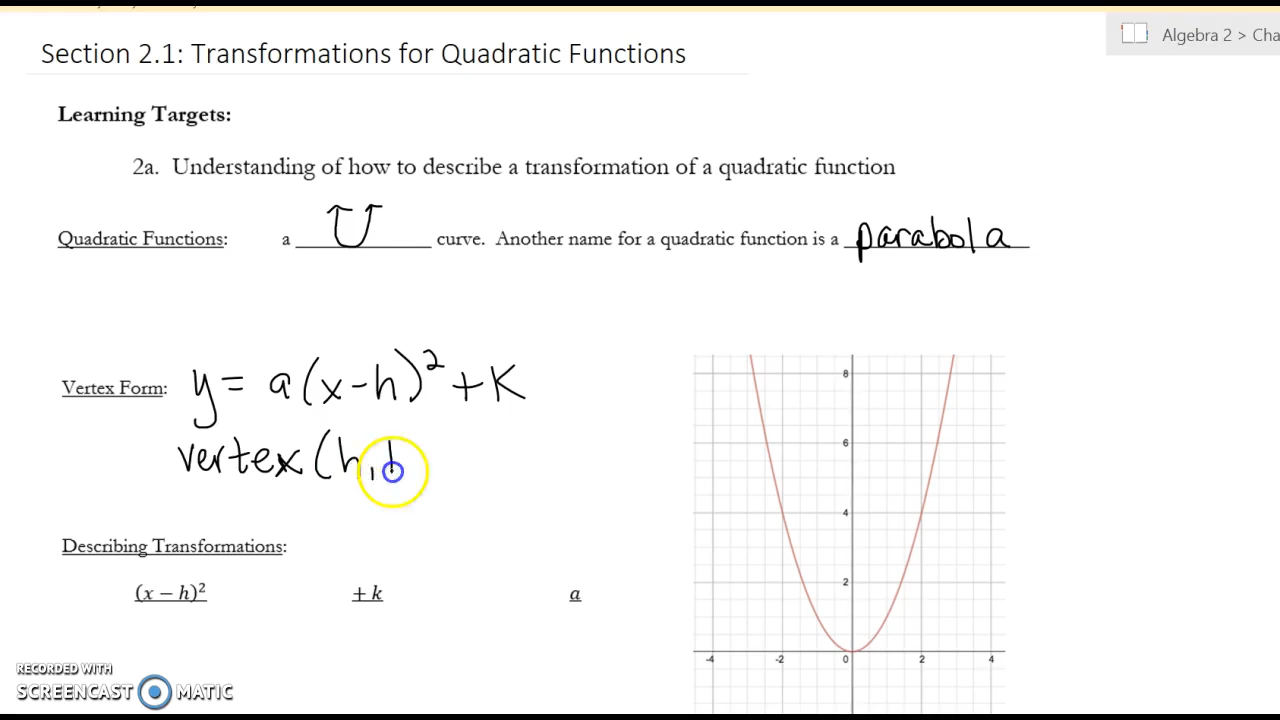 Algebra 2 > Cha
Section 2.1: Transformations for Quadratic Functions
Learning Targets:
2a. Understanding of how to describe a transformation of a quadratic function
Quadratic Functions: a U curve. Another name for a quadratic function is a parabola
Vertex Form: y = a(x-h)² + K
vertex (h,
Describing Transformations:
(x − h)² + k a
8
6
4
2
-4 -2 0 2 4
RECORDED WITH
SCREENCAST MATIC